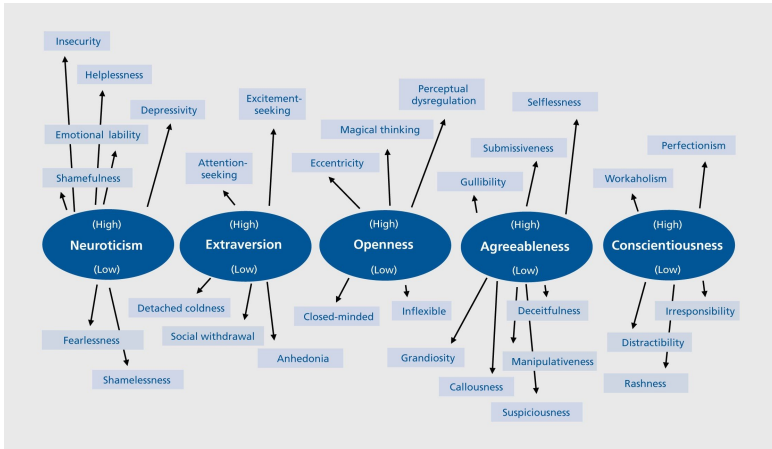 Insecurity
Helplessness
Depressivity
Emotional lability
Shamefulness
(High)
Neuroticism
(Low)
Fearlessness
Shamelessness
Excitement-
seeking
Attention-
seeking
(High)
Extraversion
(Low)
Detached coldness
Social withdrawal
Anhedonia
Perceptual
dysregulation
Magical thinking
Eccentricity
(High)
Openness
(Low)
Closed-minded
Inflexible
Selflessness
Submissiveness
Gullibility
(High)
Agreeableness
(Low)
Deceitfulness
Grandiosity
Manipulativeness
Callousness
Suspiciousness
Perfectionism
Workaholism
(High)
Conscientiousness
(Low)
Irresponsibility
Distractibility
Rashness